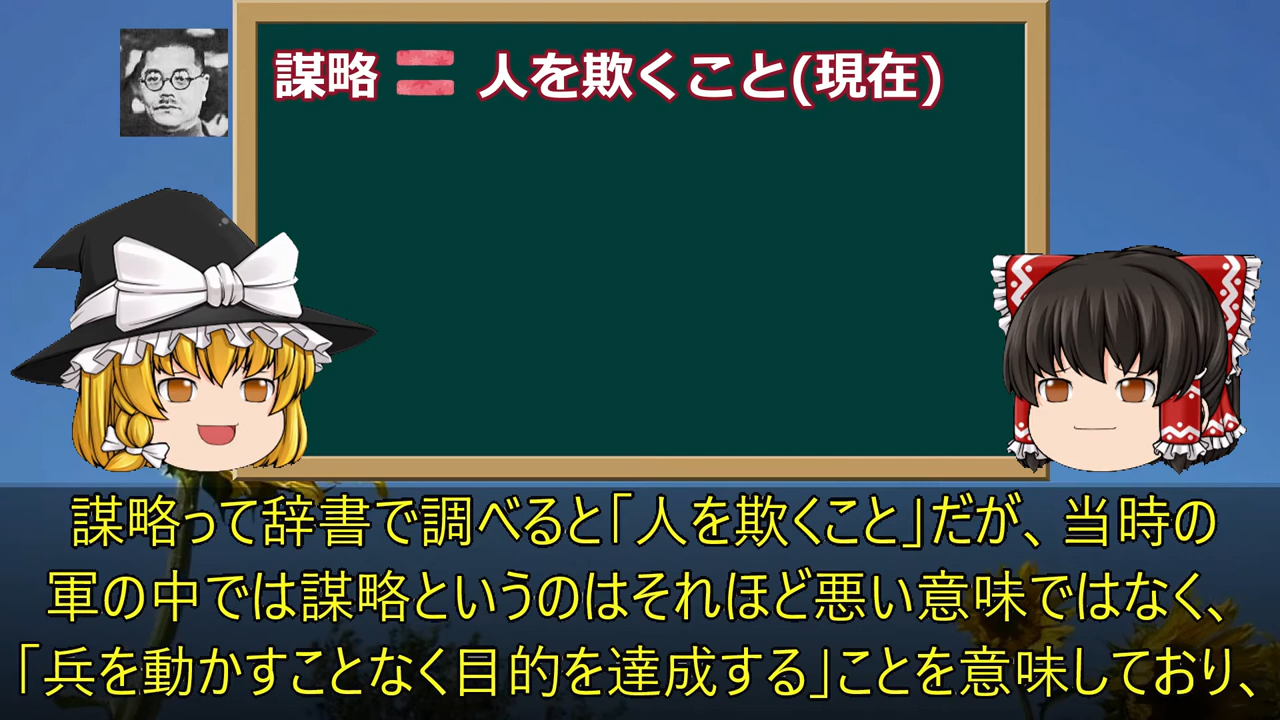 謀略 = 人を欺くこと(現在)
謀略って辞書で調べると「人を欺くこと」だが、当時の
軍の中では謀略というのはそれほど悪い意味ではなく、
「兵を動かすことなく目的を達成する」ことを意味しており、